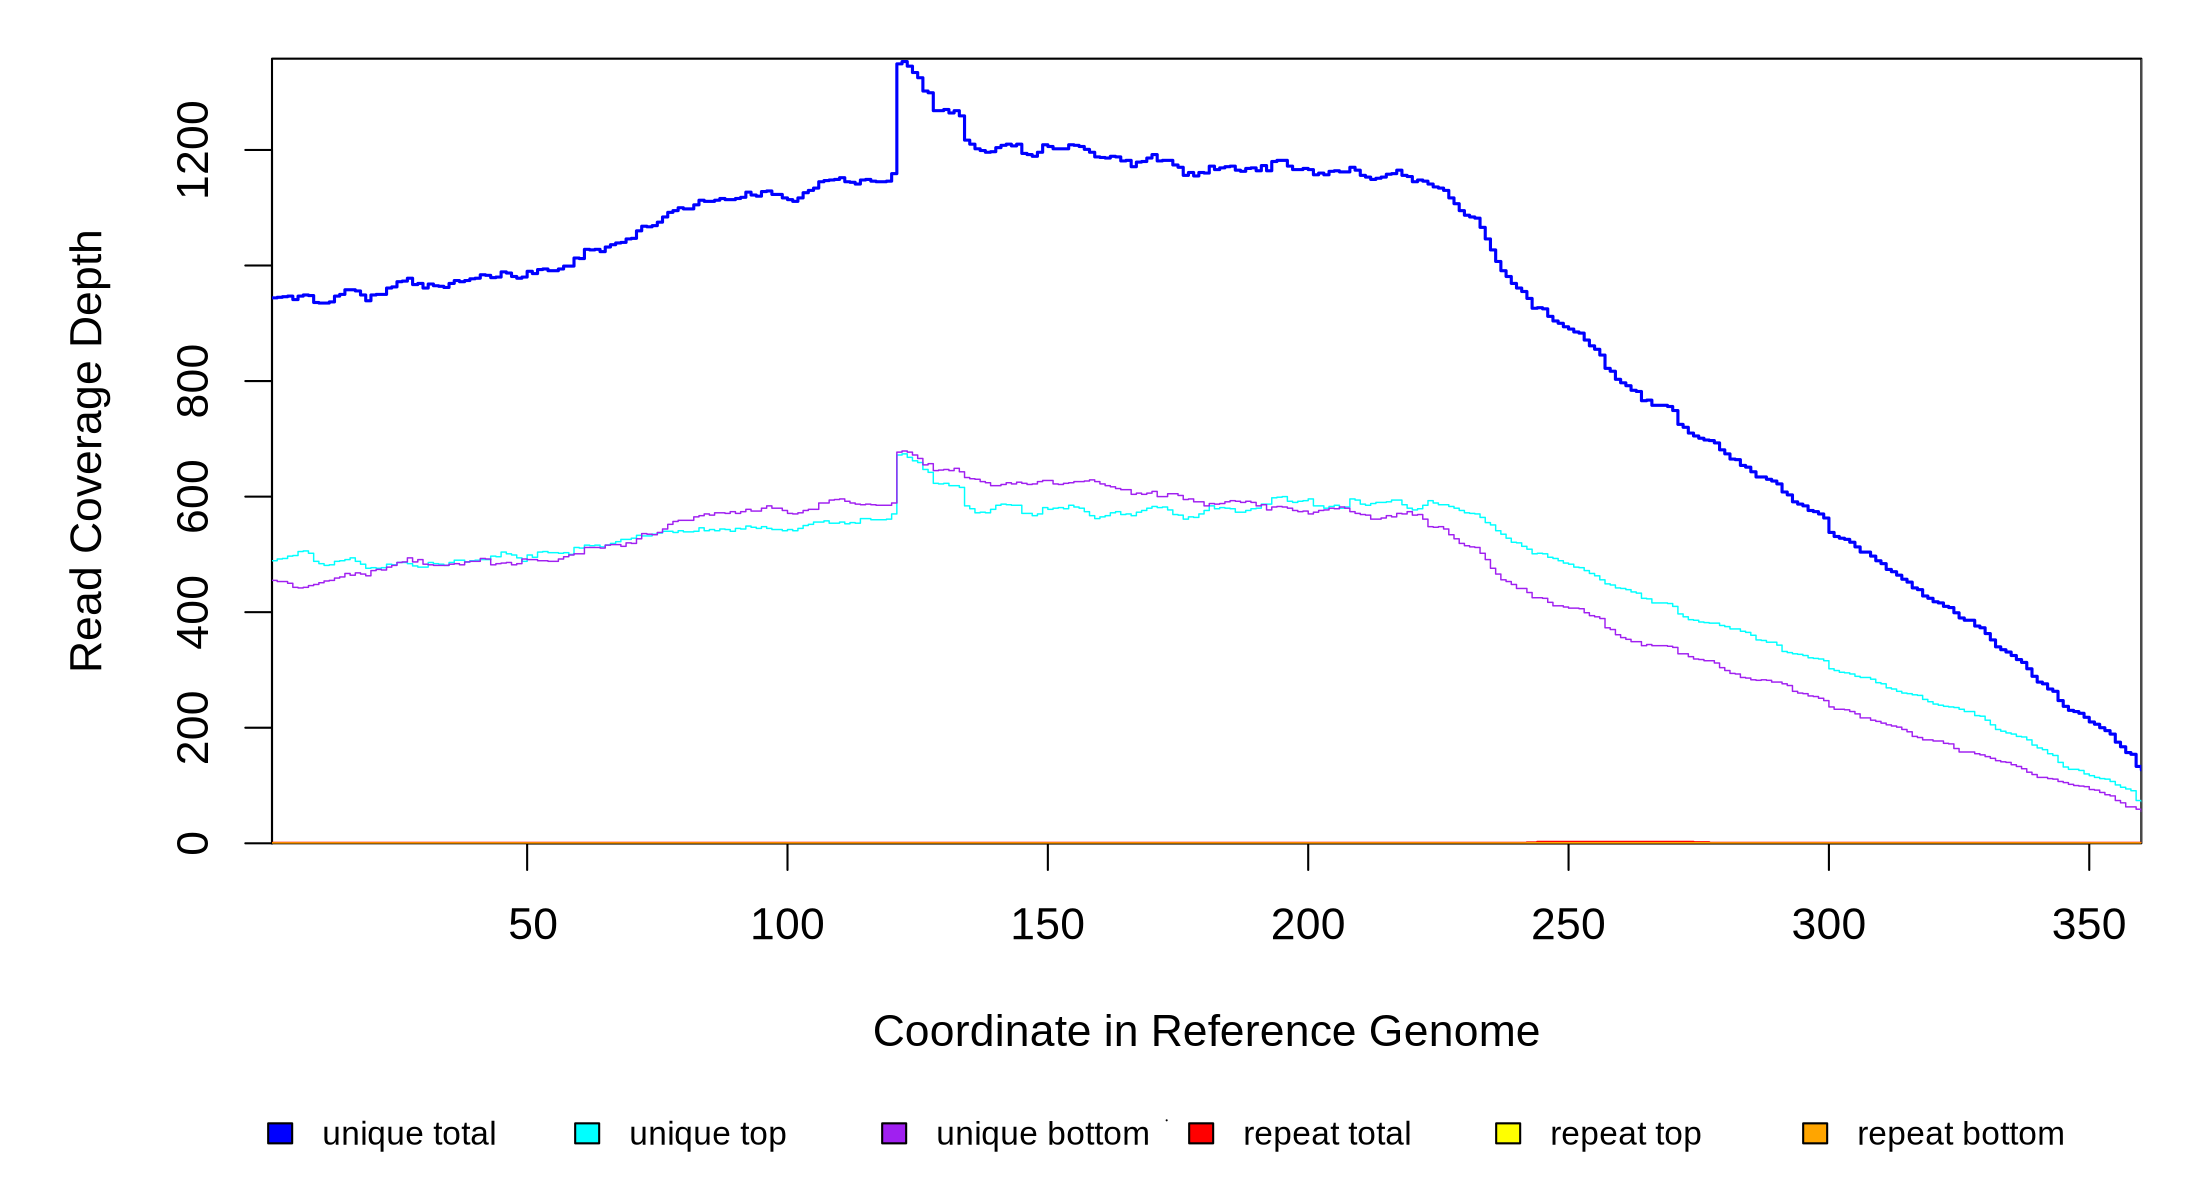 1200
800
600
400
200
0
Read Coverage Depth
50 100 150 200 250 300 350
Coordinate in Reference Genome
unique total unique top unique bottom repeat total repeat top repeat bottom